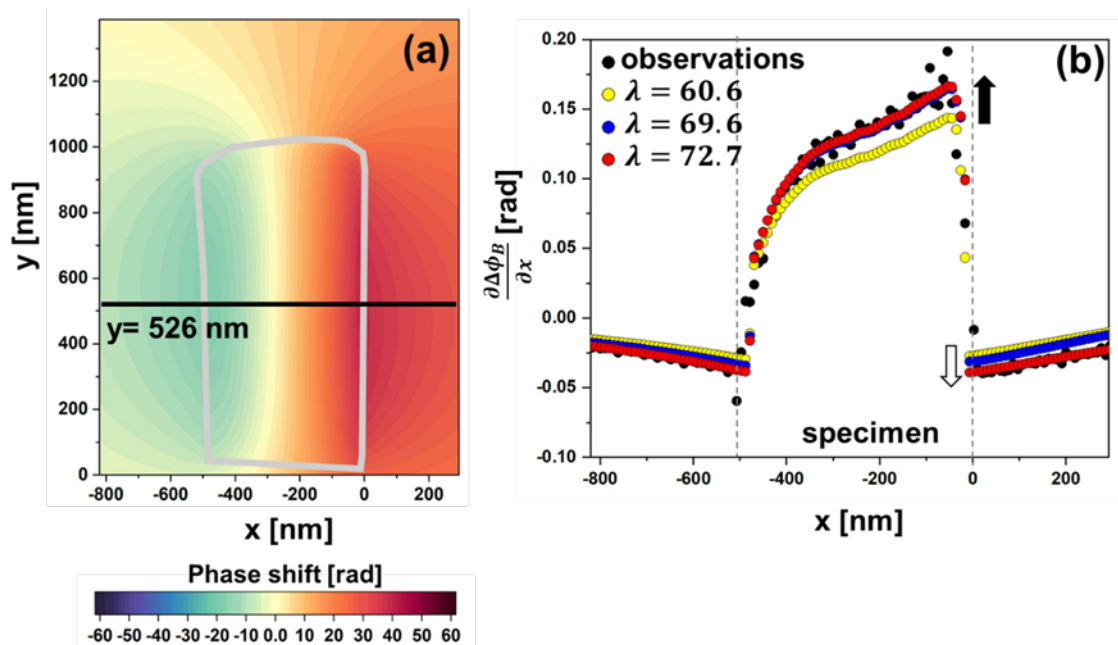 (a)
y [nm]
1200
1000
800
600
400
200
0
y= 526 nm
-800 -600 -400 -200 0 200
x [nm]
Phase shift [rad]
-60 -50 -40 -30 -20 -10 0.0 10 20 30 40 50 60
(b)
∂Δϕ_B/∂x [rad]
0.20
0.15
0.10
0.05
0.00
-0.05
-0.10
observations
λ = 60.6
λ = 69.6
λ = 72.7
specimen
-800 -600 -400 -200 0 200
x [nm]